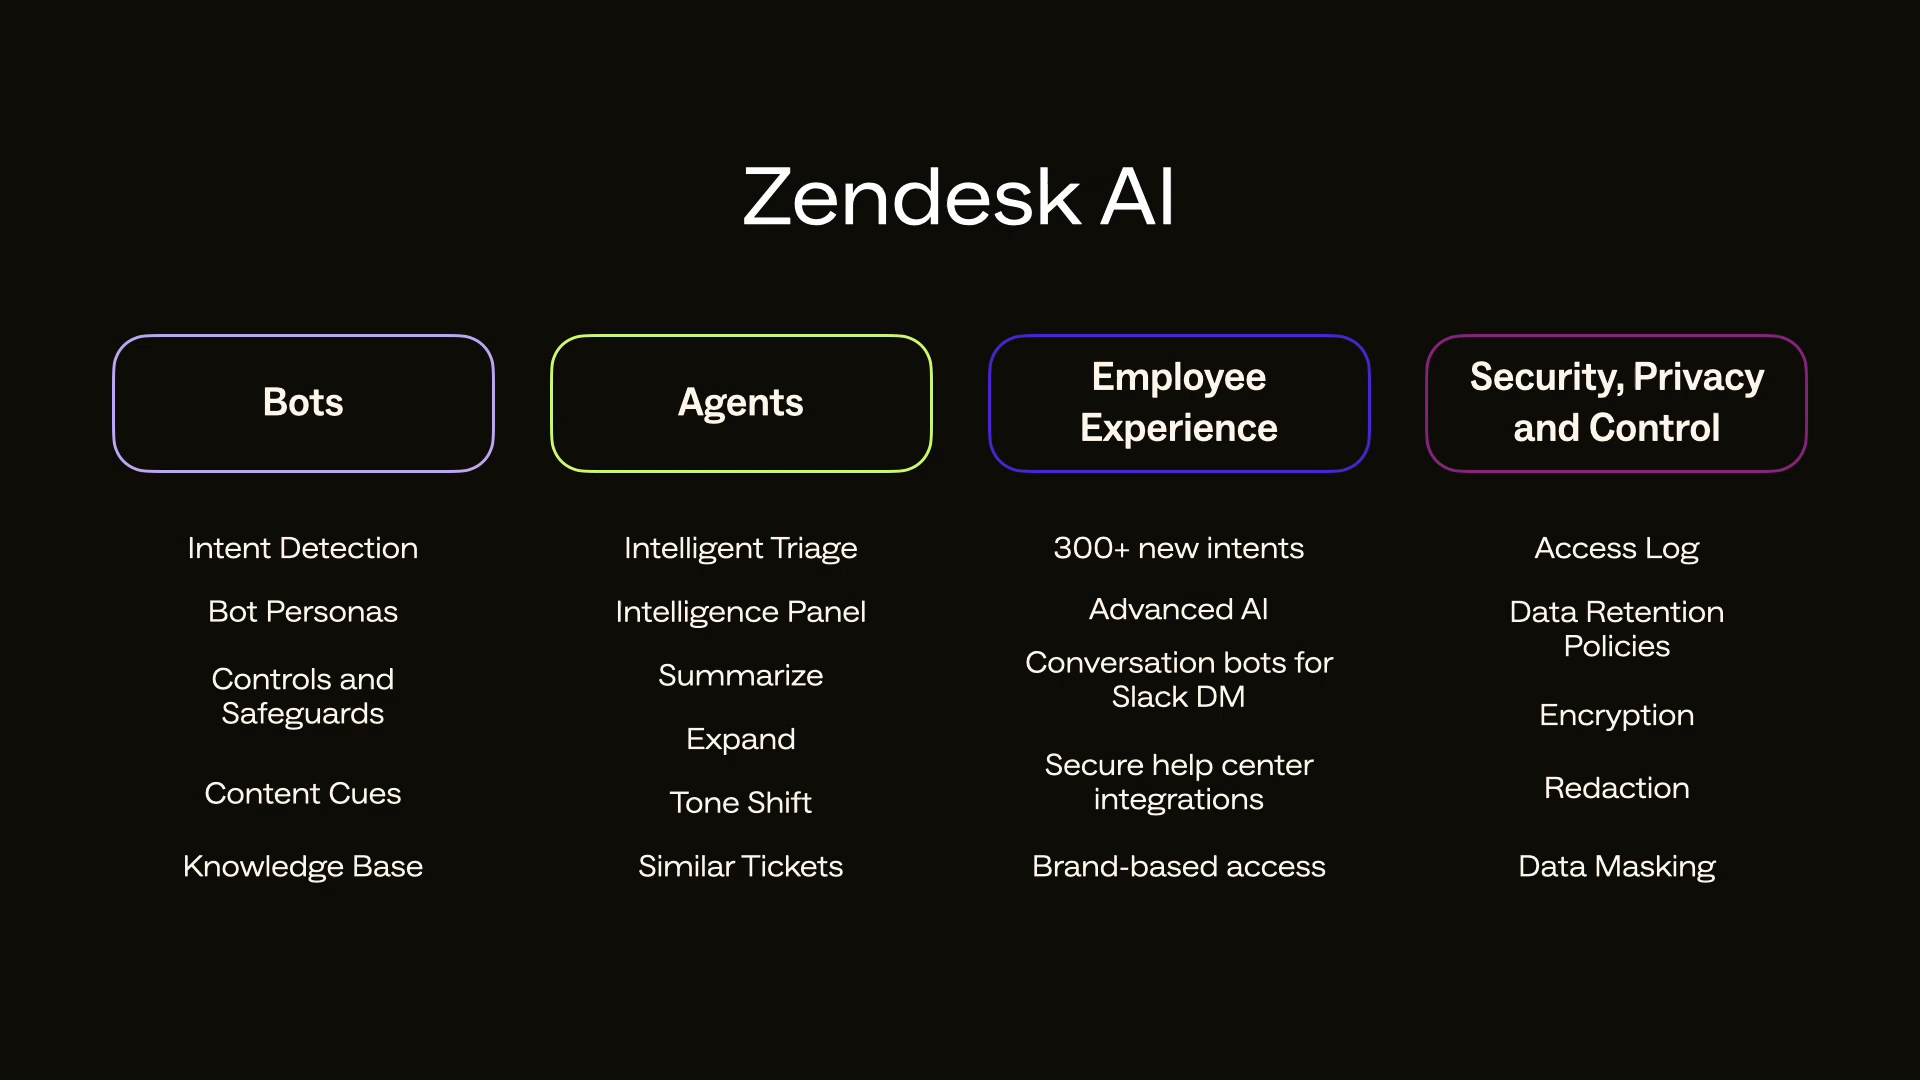 Zendesk AI
Bots
Intent Detection
Bot Personas
Controls and
Safeguards
Content Cues
Knowledge Base
Agents
Intelligent Triage
Intelligence Panel
Summarize
Expand
Tone Shift
Similar Tickets
Employee
Experience
300+ new intents
Advanced AI
Conversation bots for
Slack DM
Secure help center
integrations
Brand-based access
Security, Privacy
and Control
Access Log
Data Retention
Policies
Encryption
Redaction
Data Masking